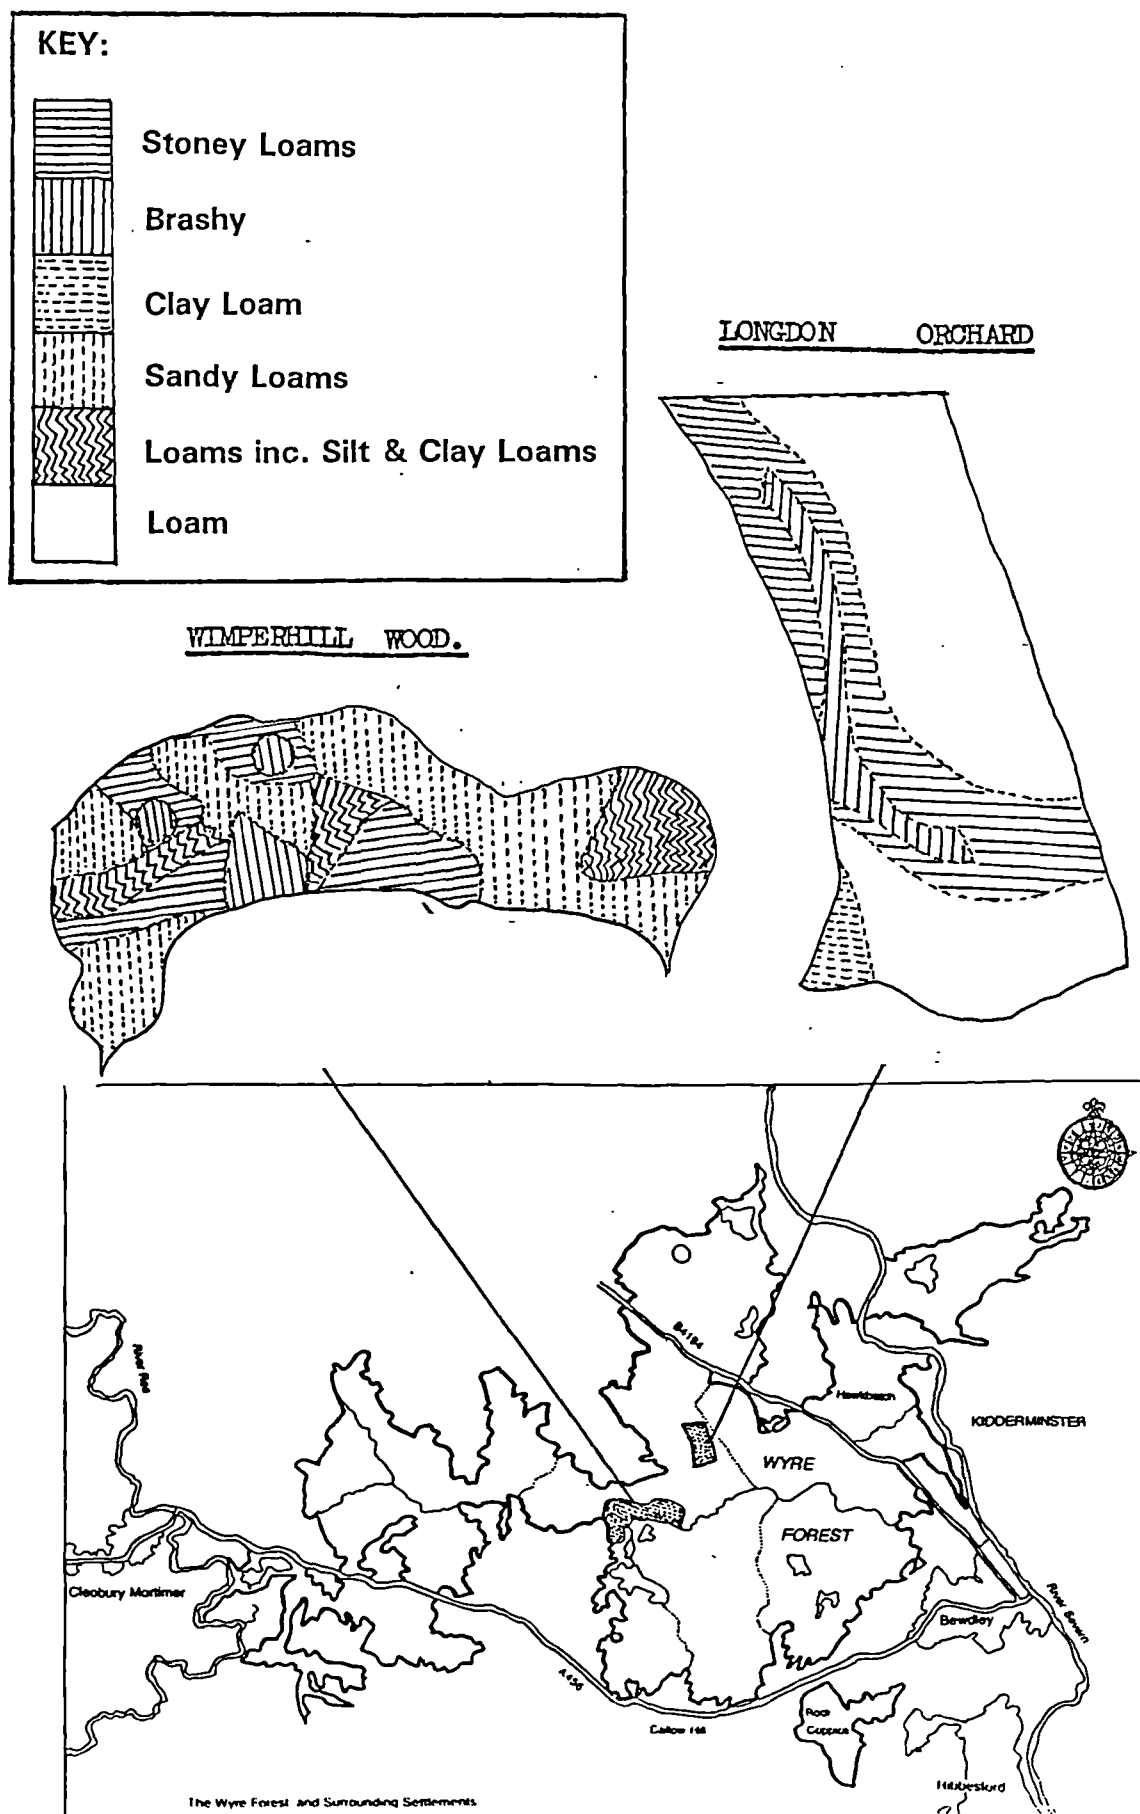 KEY:
Stoney Loams
Brashy
Clay Loam
Sandy Loams
Loams inc. Silt & Clay Loams
Loam
LONGDON ORCHARD
WIMPERHILL WOOD.
B4194
River Rea
Hawkbatch
KIDDERMINSTER
WYRE
FOREST
Cleobury Mortimer
River Severn
Bewdley
A456
Callow Hill
Rock
Coppice
Ribbesford
The Wyre Forest and Surrounding Settlements